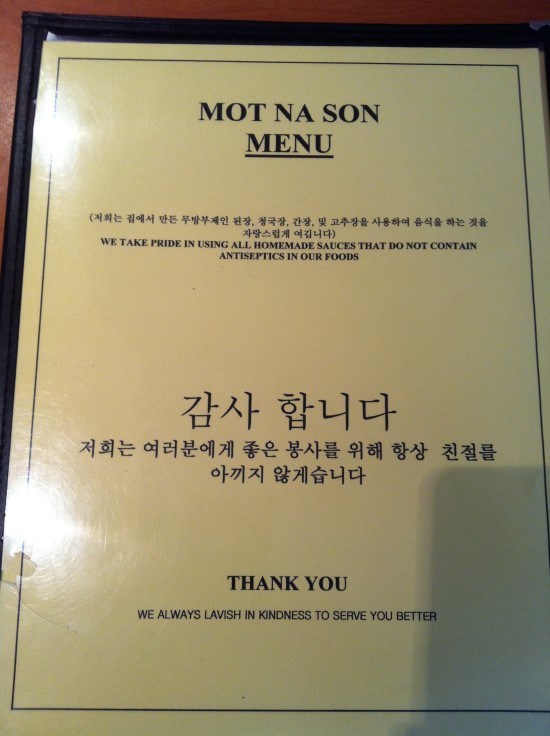 MOT NA SON
MENU
(저희는 집에서 만든 무방부제인 된장, 청국장, 간장, 및 고추장을 사용하여 음식을 하는 것을
자랑스럽게 여깁니다)
WE TAKE PRIDE IN USING ALL HOMEMADE SAUCES THAT DO NOT CONTAIN
ANTISEPTICS IN OUR FOODS
감사 합니다
저희는 여러분에게 좋은 봉사를 위해 항상 친절를
아끼지 않게습니다
THANK YOU
WE ALWAYS LAVISH IN KINDNESS TO SERVE YOU BETTER